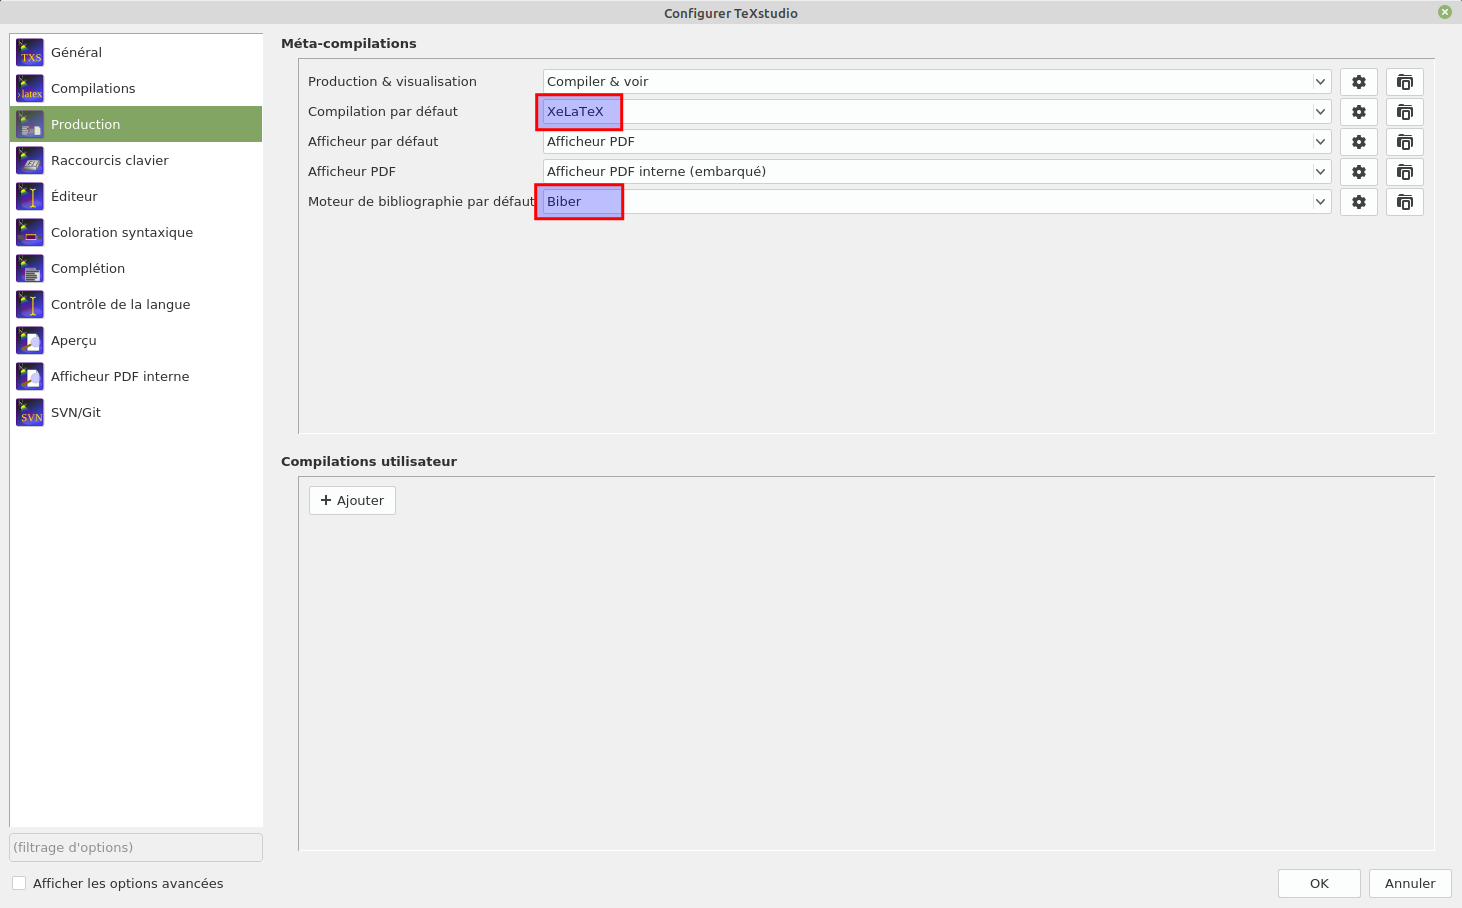 Configurer TeXstudio
TXS
Général
latex
Compilations
Production
Raccourcis clavier
Éditeur
Coloration syntaxique
Complétion
Contrôle de la langue
Aperçu
Afficheur PDF interne
SVN
SVN/Git
(filtrage d'options)
Afficher les options avancées
Méta-compilations
Production & visualisation
Compiler & voir
Compilation par défaut
XeLaTeX
Afficheur par défaut
Afficheur PDF
Afficheur PDF
Afficheur PDF interne (embarqué)
Moteur de bibliographie par défaut
Biber
Compilations utilisateur
+ Ajouter
OK
Annuler